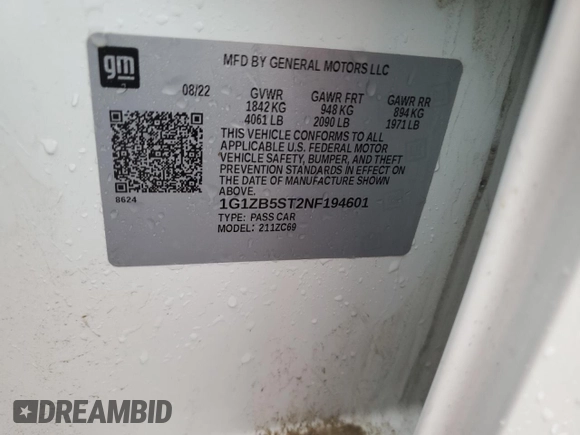 gm
MFD BY GENERAL MOTORS LLC
08/22 GVWR GAWR FRT GAWR RR
1842 KG 948 KG 894 KG
4061 LB 2090 LB 1971 LB
THIS VEHICLE CONFORMS TO ALL
APPLICABLE U.S. FEDERAL MOTOR
VEHICLE SAFETY, BUMPER, AND THEFT
PREVENTION STANDARDS IN EFFECT ON
THE DATE OF MANUFACTURE SHOWN
ABOVE.
8624
1G1ZB5ST2NF194601
TYPE: PASS CAR
MODEL: 211ZC69
DREAMBID